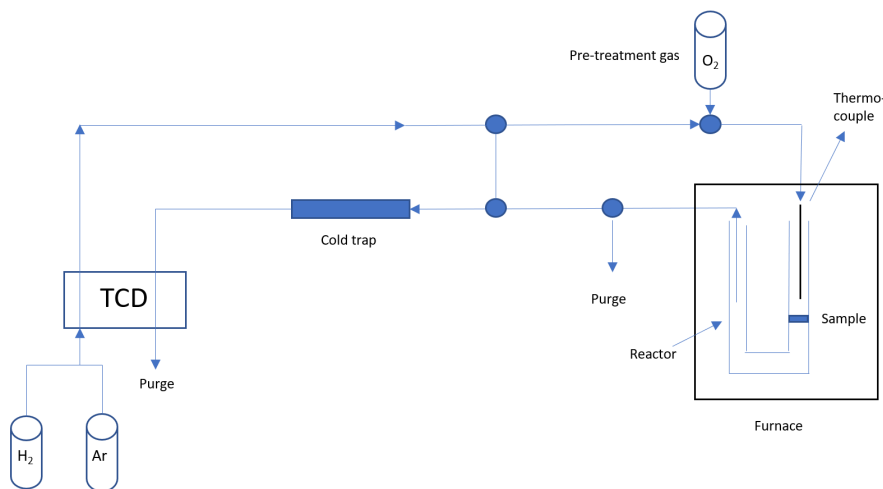 Pre-treatment gas
O2
Thermo-
couple
Cold trap
TCD
Purge
Sample
Reactor
Purge
Furnace
H2
Ar